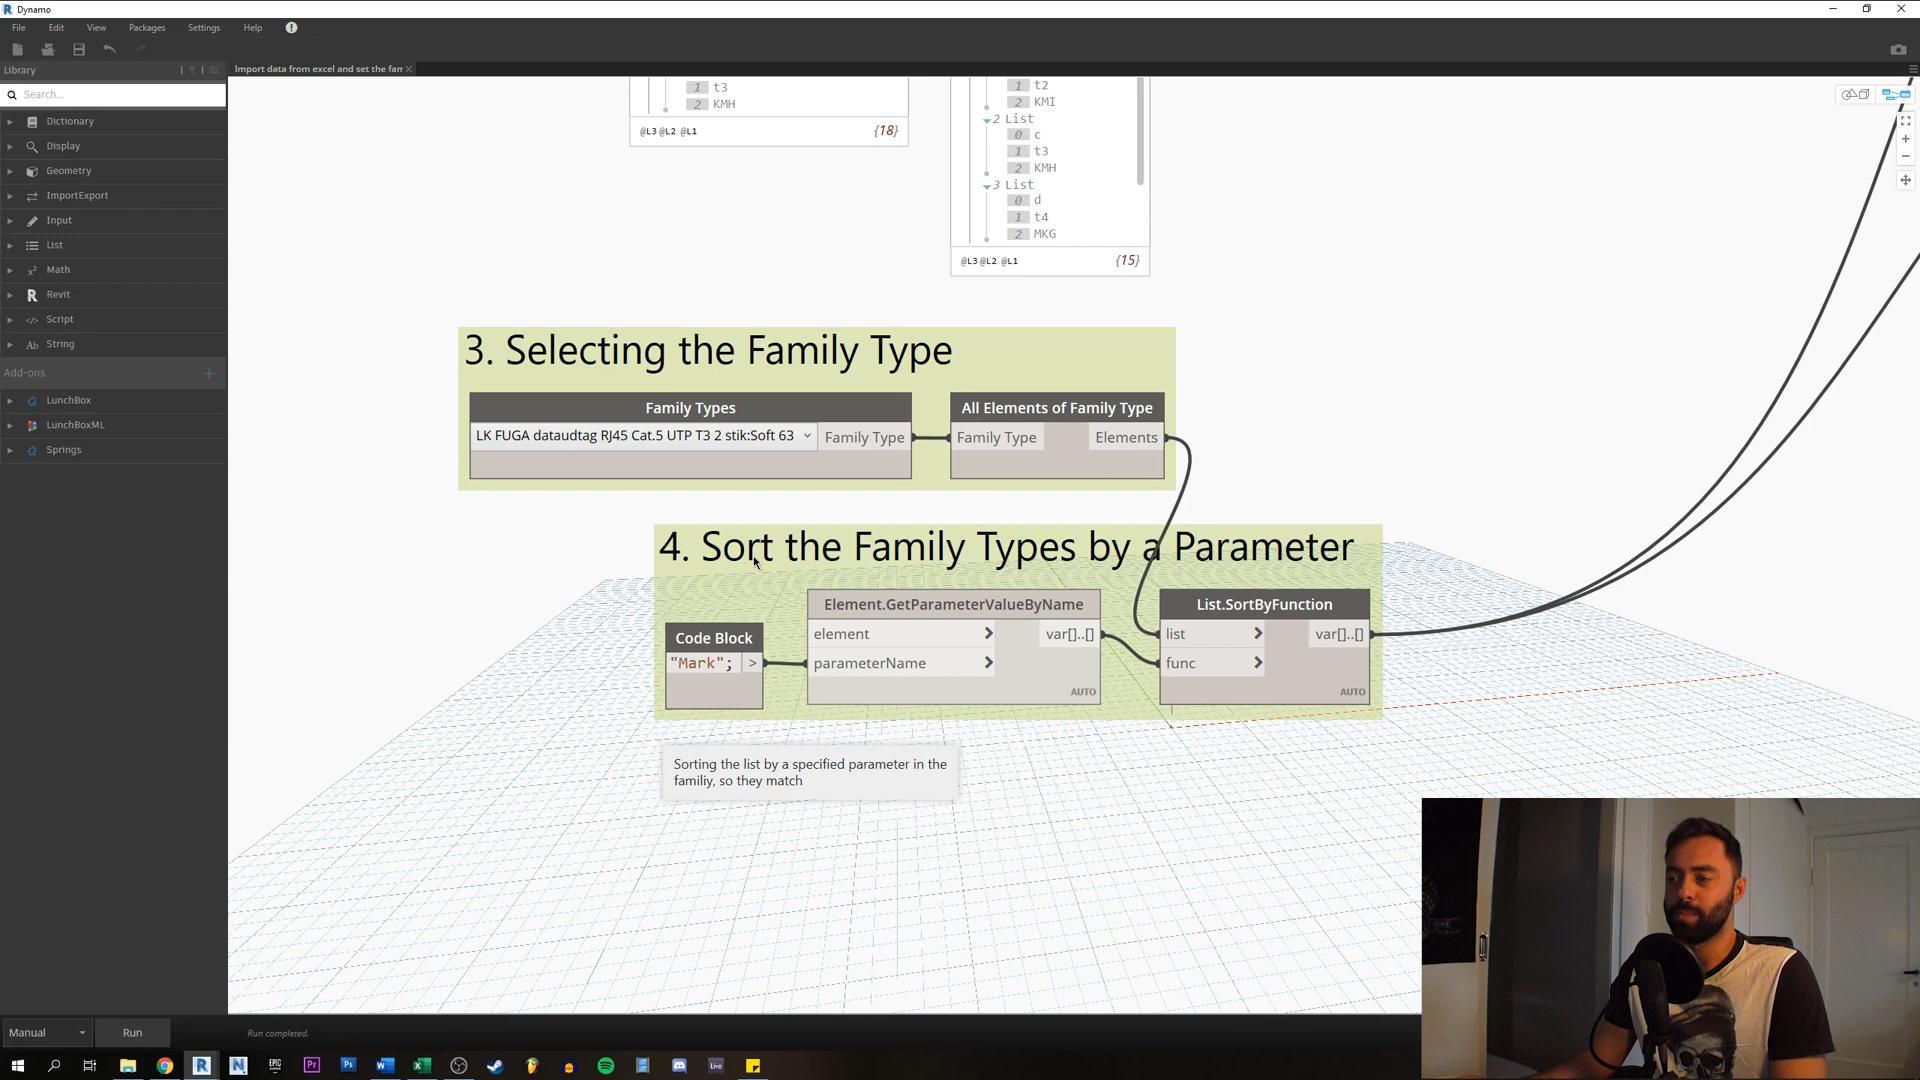 Dynamo
File Edit View Packages Settings Help
Library
Import data from excel and set the fam
Search...
Dictionary
Display
Geometry
ImportExport
Input
List
Math
Revit
Script
String
Add-ons
LunchBox
LunchBoxML
Springs
1 t3
2 KMH
@L3 @L2 @L1 {18}
1 t2
2 KMI
2 List
0 c
1 t3
2 KMH
3 List
0 d
1 t4
2 MKG
@L3 @L2 @L1 {15}
3. Selecting the Family Type
Family Types
LK FUGA dataudtag RJ45 Cat.5 UTP T3 2 stik:Soft 63 Family Type
All Elements of Family Type
Family Type Elements
4. Sort the Family Types by a Parameter
Code Block
"Mark"; >
Element.GetParameterValueByName
element var[]..[]
parameterName
AUTO
List.SortByFunction
list var[]..[]
func
AUTO
Sorting the list by a specified parameter in the
familiy, so they match
Manual Run Run completed.